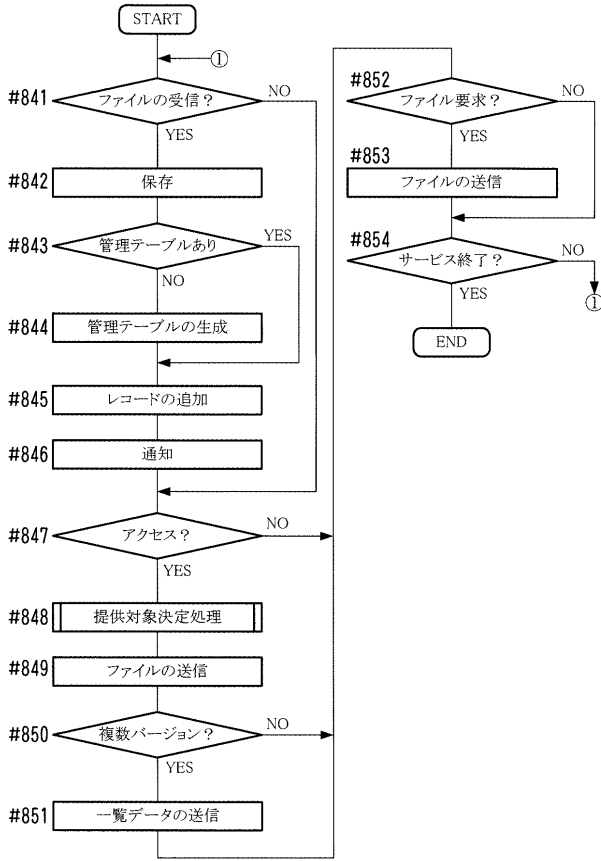 START
①
#841
ファイルの受信？
NO
YES
#842
保存
#843
管理テーブルあり
YES
NO
#844
管理テーブルの生成
#845
レコードの追加
#846
通知
#847
アクセス？
NO
YES
#848
提供対象決定処理
#849
ファイルの送信
#850
複数バージョン？
NO
YES
#851
一覧データの送信
#852
ファイル要求？
NO
YES
#853
ファイルの送信
#854
サービス終了？
NO
YES
①
END